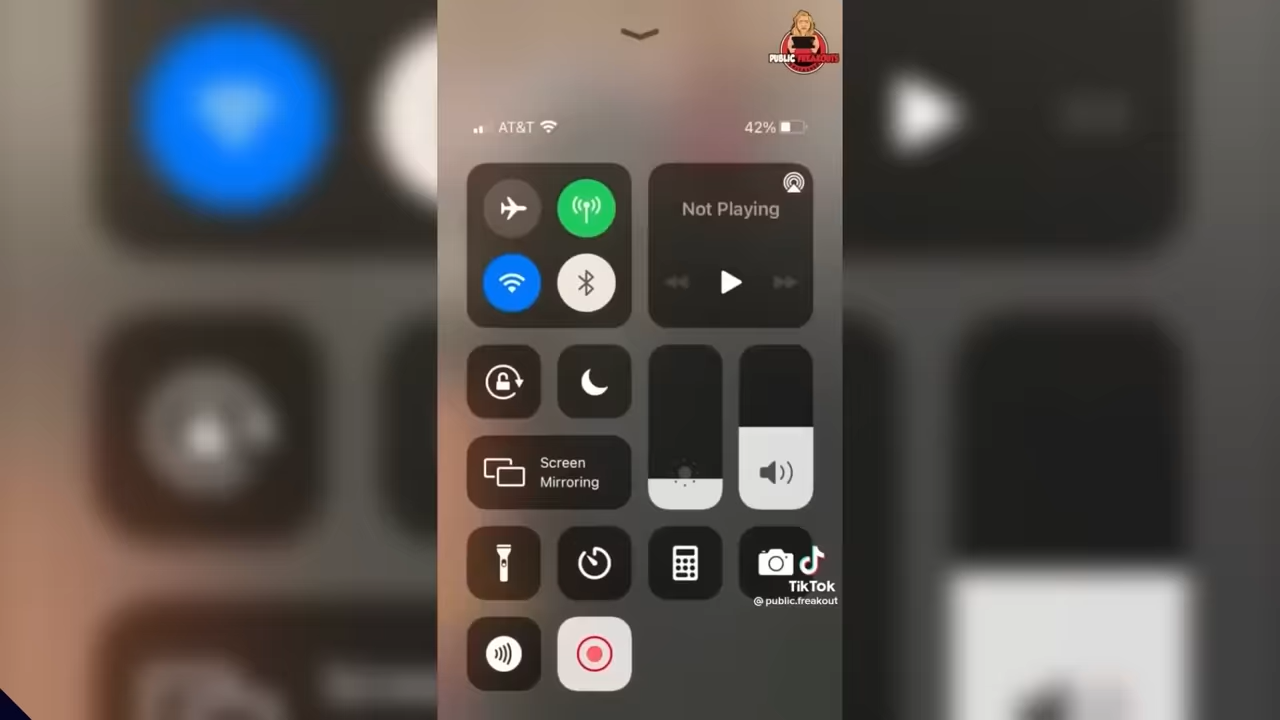 PUBLIC FREAKOUTS
AT&T
42%
Not Playing
Screen
Mirroring
TikTok
@ public.freakout